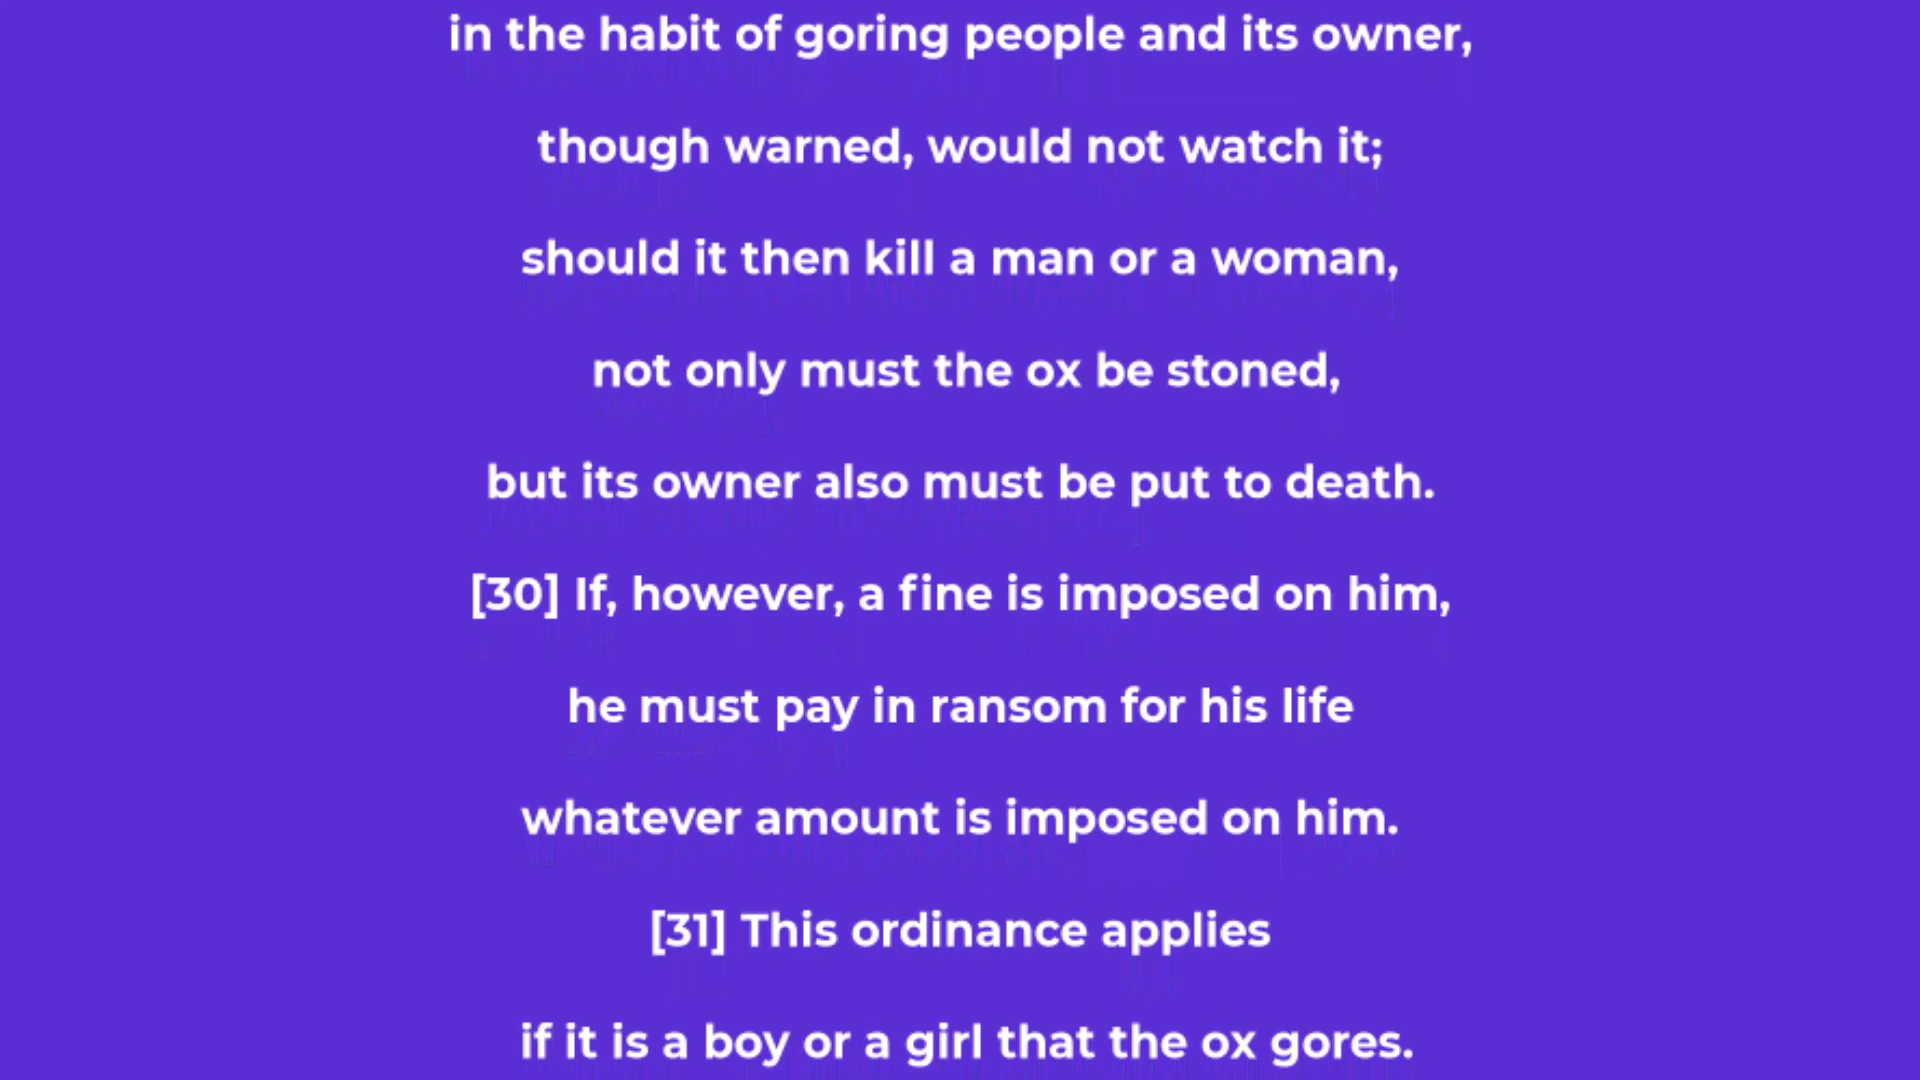 in the habit of goring people and its owner,
though warned, would not watch it;
should it then kill a man or a woman,
not only must the ox be stoned,
but its owner also must be put to death.
[30] If, however, a fine is imposed on him,
he must pay in ransom for his life
whatever amount is imposed on him.
[31] This ordinance applies
if it is a boy or a girl that the ox gores.